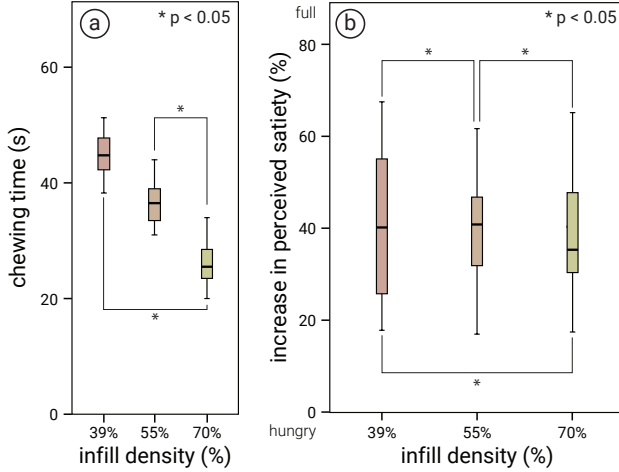 a
* p < 0.05
chewing time (s)
60
40
20
0
*
*
39%
55%
70%
infill density (%)
full
b
* p < 0.05
increase in perceived satiety (%)
80
60
40
20
0
hungry
*
*
*
39%
55%
70%
infill density (%)